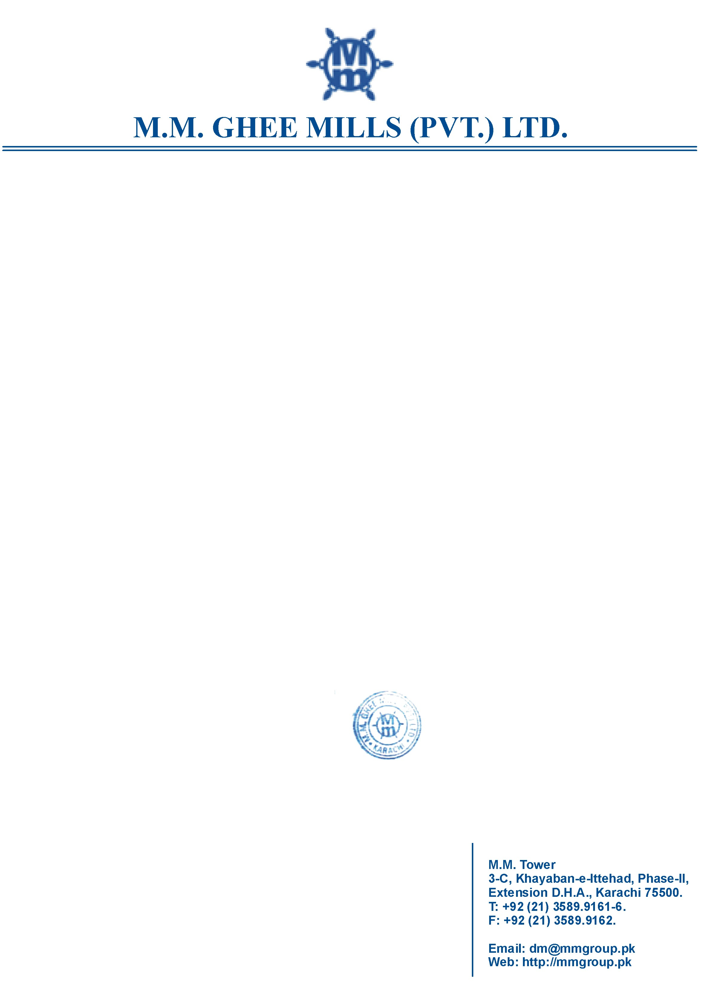 Mm
M.M. GHEE MILLS (PVT.) LTD.
M.M. GHEE
LTD
Mm
KARACHI
M.M. Tower
3-C, Khayaban-e-Ittehad, Phase-II,
Extension D.H.A., Karachi 75500.
T: +92 (21) 3589.9161-6.
F: +92 (21) 3589.9162.
Email: dm@mmgroup.pk
Web: http://mmgroup.pk